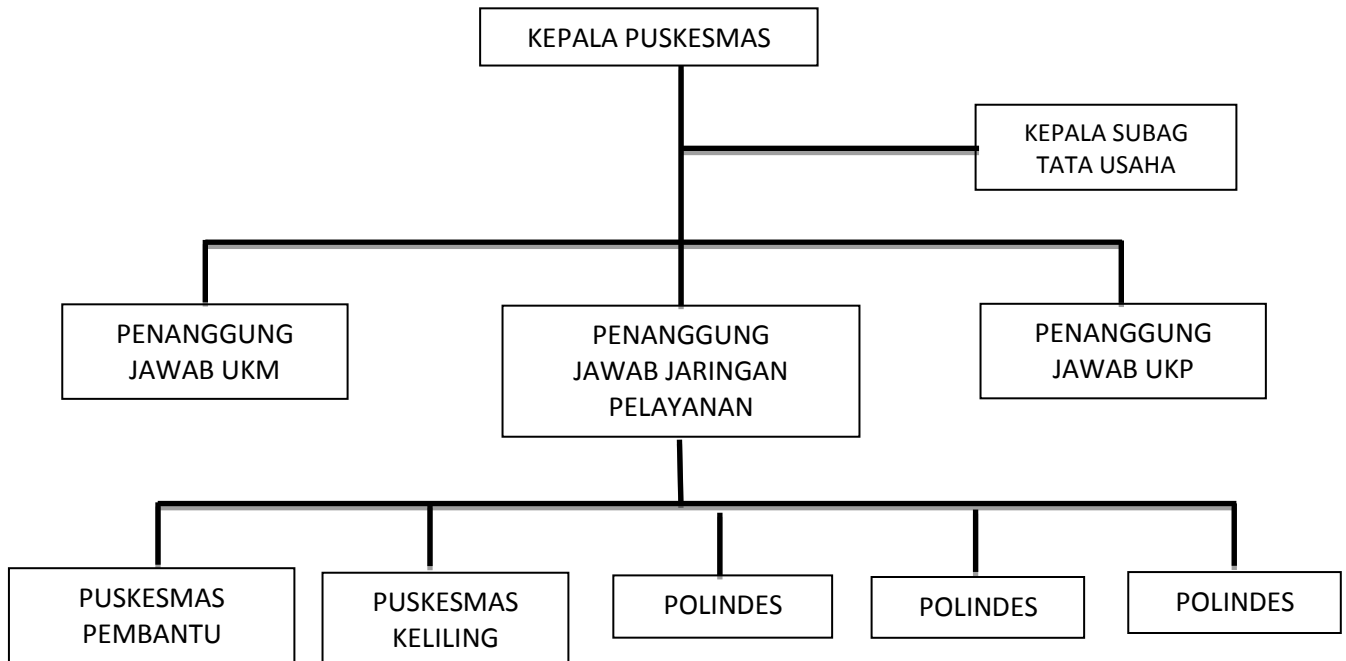 KEPALA PUSKESMAS
KEPALA SUBAG
TATA USAHA
PENANGGUNG
JAWAB UKM
PENANGGUNG
JAWAB JARINGAN
PELAYANAN
PENANGGUNG
JAWAB UKP
PUSKESMAS
PEMBANTU
PUSKESMAS
KELILING
POLINDES
POLINDES
POLINDES